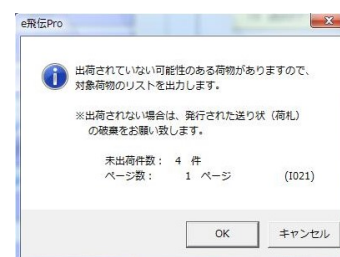 e飛伝Pro
出荷されていない可能性のある荷物がありますので、
対象荷物のリストを出力します。
※出荷されない場合は、発行された送り状（荷札）
の破棄をお願い致します。
未出荷件数： 4 件
ページ数： 1 ページ (I021)
OK キャンセル